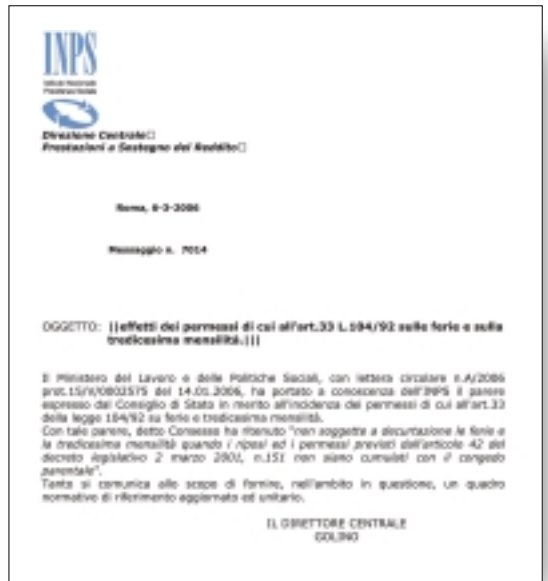 INPS
Istituto Nazionale
Previdenza Sociale
Direzione Centrale□
Prestazioni a Sostegno del Reddito□
Roma, 8-3-2006
Messaggio n. 7014
OGGETTO: ||effetti dei permessi di cui all'art.33 L.104/92 sulle ferie e sulla
tredicesima mensilità.|||
Il Ministero del Lavoro e delle Politiche Sociali, con lettera circolare n.A/2006
prot.15/V/0002575 del 14.01.2006, ha portato a conoscenza dell'INPS il parere
espresso dal Consiglio di Stato in merito all'incidenza dei permessi di cui all'art.33
della legge 104/92 su ferie e tredicesima mensilità.
Con tale parere, detto Consesso ha ritenuto "non soggette a decurtazione le ferie e
la tredicesima mensilità quando i riposi ed i permessi previsti dall'articolo 42 del
decreto legislativo 2 marzo 2001, n.151 non siano cumulati con il congedo
parentale".
Tanto si comunica allo scopo di fornire, nell'ambito in questione, un quadro
normativo di riferimento aggiornato ed unitario.
IL DIRETTORE CENTRALE
GOLINO